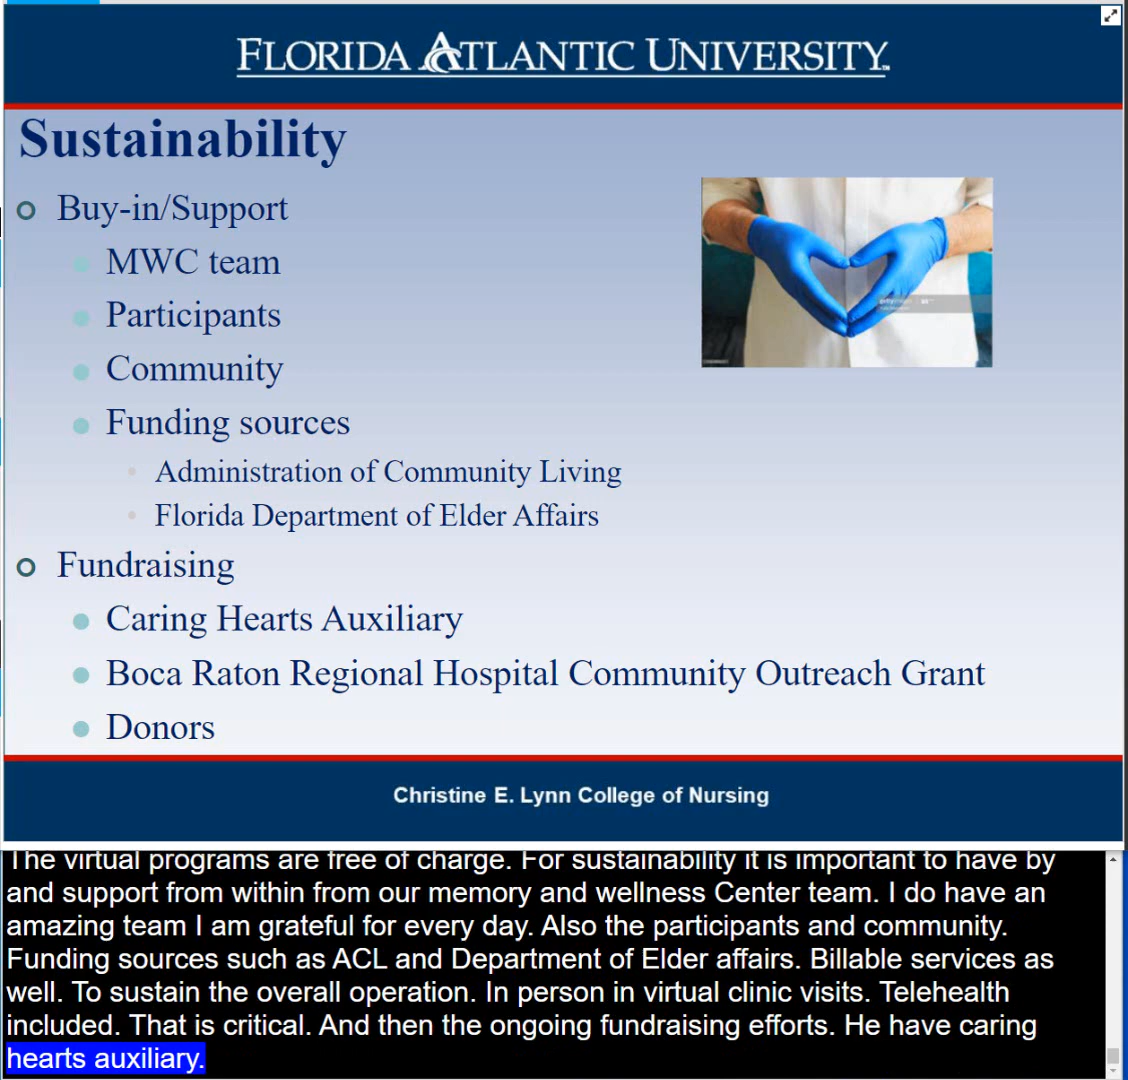 FLORIDA ATLANTIC UNIVERSITY
Sustainability
Buy-in/Support
MWC team
Participants
Community
Funding sources
Administration of Community Living
Florida Department of Elder Affairs
Fundraising
Caring Hearts Auxiliary
Boca Raton Regional Hospital Community Outreach Grant
Donors
Christine E. Lynn College of Nursing
The virtual programs are free of charge. For sustainability it is important to have by
and support from within from our memory and wellness Center team. I do have an
amazing team I am grateful for every day. Also the participants and community.
Funding sources such as ACL and Department of Elder affairs. Billable services as
well. To sustain the overall operation. In person in virtual clinic visits. Telehealth
included. That is critical. And then the ongoing fundraising efforts. He have caring
hearts auxiliary.